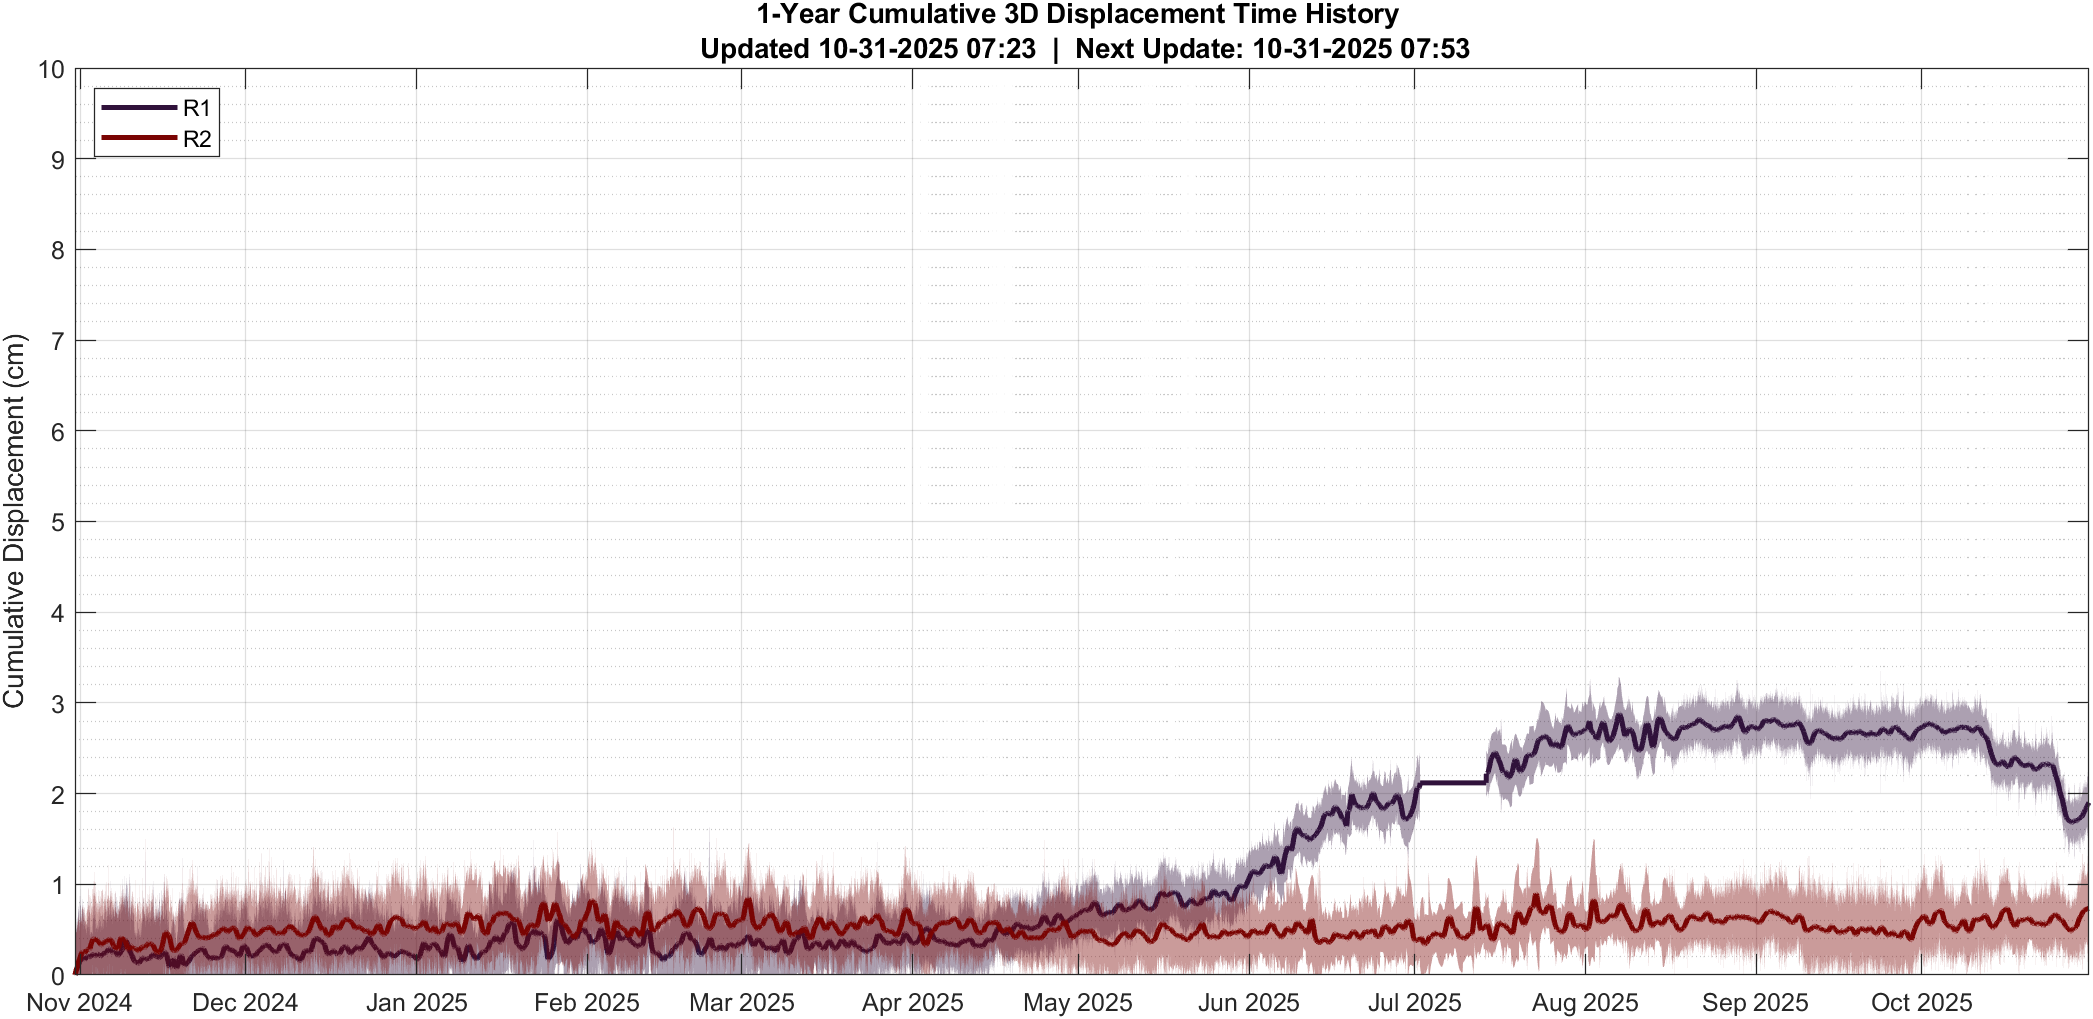 1-Year Cumulative 3D Displacement Time History
Updated 10-31-2025 07:23 | Next Update: 10-31-2025 07:53
R1
R2
Cumulative Displacement (cm)
10
9
8
7
6
5
4
3
2
1
0
Nov 2024 Dec 2024 Jan 2025 Feb 2025 Mar 2025 Apr 2025 May 2025 Jun 2025 Jul 2025 Aug 2025 Sep 2025 Oct 2025